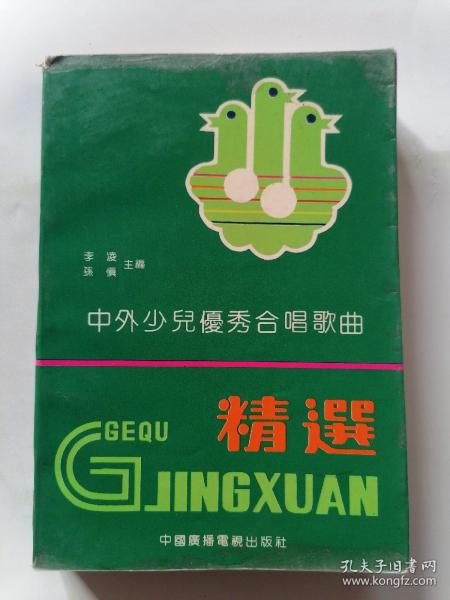 李凌
孫慎 主編
中外少兒優秀合唱歌曲
精選
GEQU
JINGXUAN
中國廣播電視出版社
孔夫子旧书网
www.kongfz.com